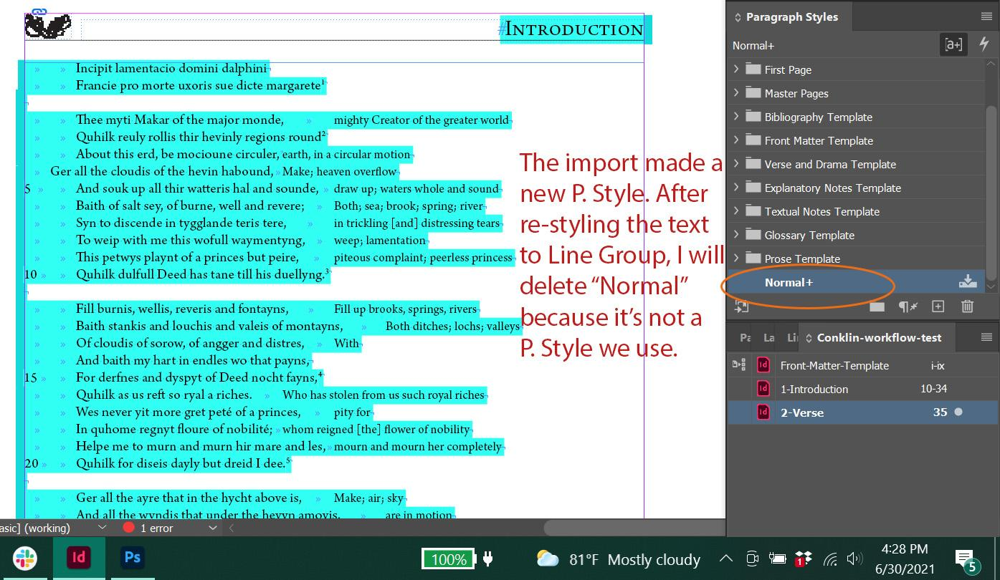 #Introduction
Incipit lamentacio domini dalphini
Francie pro morte uxoris sue dicte margarete¹
Thee myti Makar of the major monde, mighty Creator of the greater world
Quhilk reuly rollis thir hevinly regions round²
About this erd, be mocioune circuler, earth, in a circular motion
Ger all the cloudis of the hevin habound, Make; heaven overflow
5 And souk up all thir watteris hal and sounde, draw up; waters whole and sound
Baith of salt sey, of burne, well and revere; Both; sea; brook; spring; river
Syn to discende in tygglande teris tere, in trickling [and] distressing tears
To weip with me this wofull waymentyng, weep; lamentation
This petwys playnt of a princes but peire, piteous complaint; peerless princess
10 Quhilk dulfull Deed has tane till his duellyng.³
Fill burnis, wellis, reveris and fontayns, Fill up brooks, springs, rivers
Baith stankis and louchis and valeis of montayns, Both ditches; lochs; valleys
Of cloudis of sorow, of angger and distres, With
And baith my hart in endles wo that payns,
15 For derfnes and dyspyt of Deed nocht fayns,⁴
Quhilk as us reft so ryal a riches. Who has stolen from us such royal riches
Wes never yit more gret peté of a princes, pity for
In quhome regnyt floure of nobilité; whom reigned [the] flower of nobility
Helpe me to murn and murn hir mare and les, mourn and mourn her completely
20 Quhilk for diseis dayly but dreid I dee.⁵
Ger all the ayre that in the hycht above is, Make; air; sky
And all the wyndis that under the hevyn amovis, are in motion
The import made a
new P. Style. After
re-styling the text
to Line Group, I will
delete “Normal”
because it’s not a
P. Style we use.
Paragraph Styles
Normal+
[a+]
First Page
Master Pages
Bibliography Template
Front Matter Template
Verse and Drama Template
Explanatory Notes Template
Textual Notes Template
Glossary Template
Prose Template
Normal+
Pa La Li Conklin-workflow-test
Id Front-Matter-Template i-ix
Id 1-Introduction 10-34
Id 2-Verse 35
asic] (working) 1 error
Id Ps 100% 81°F Mostly cloudy 1 4:28 PM 5
6/30/2021